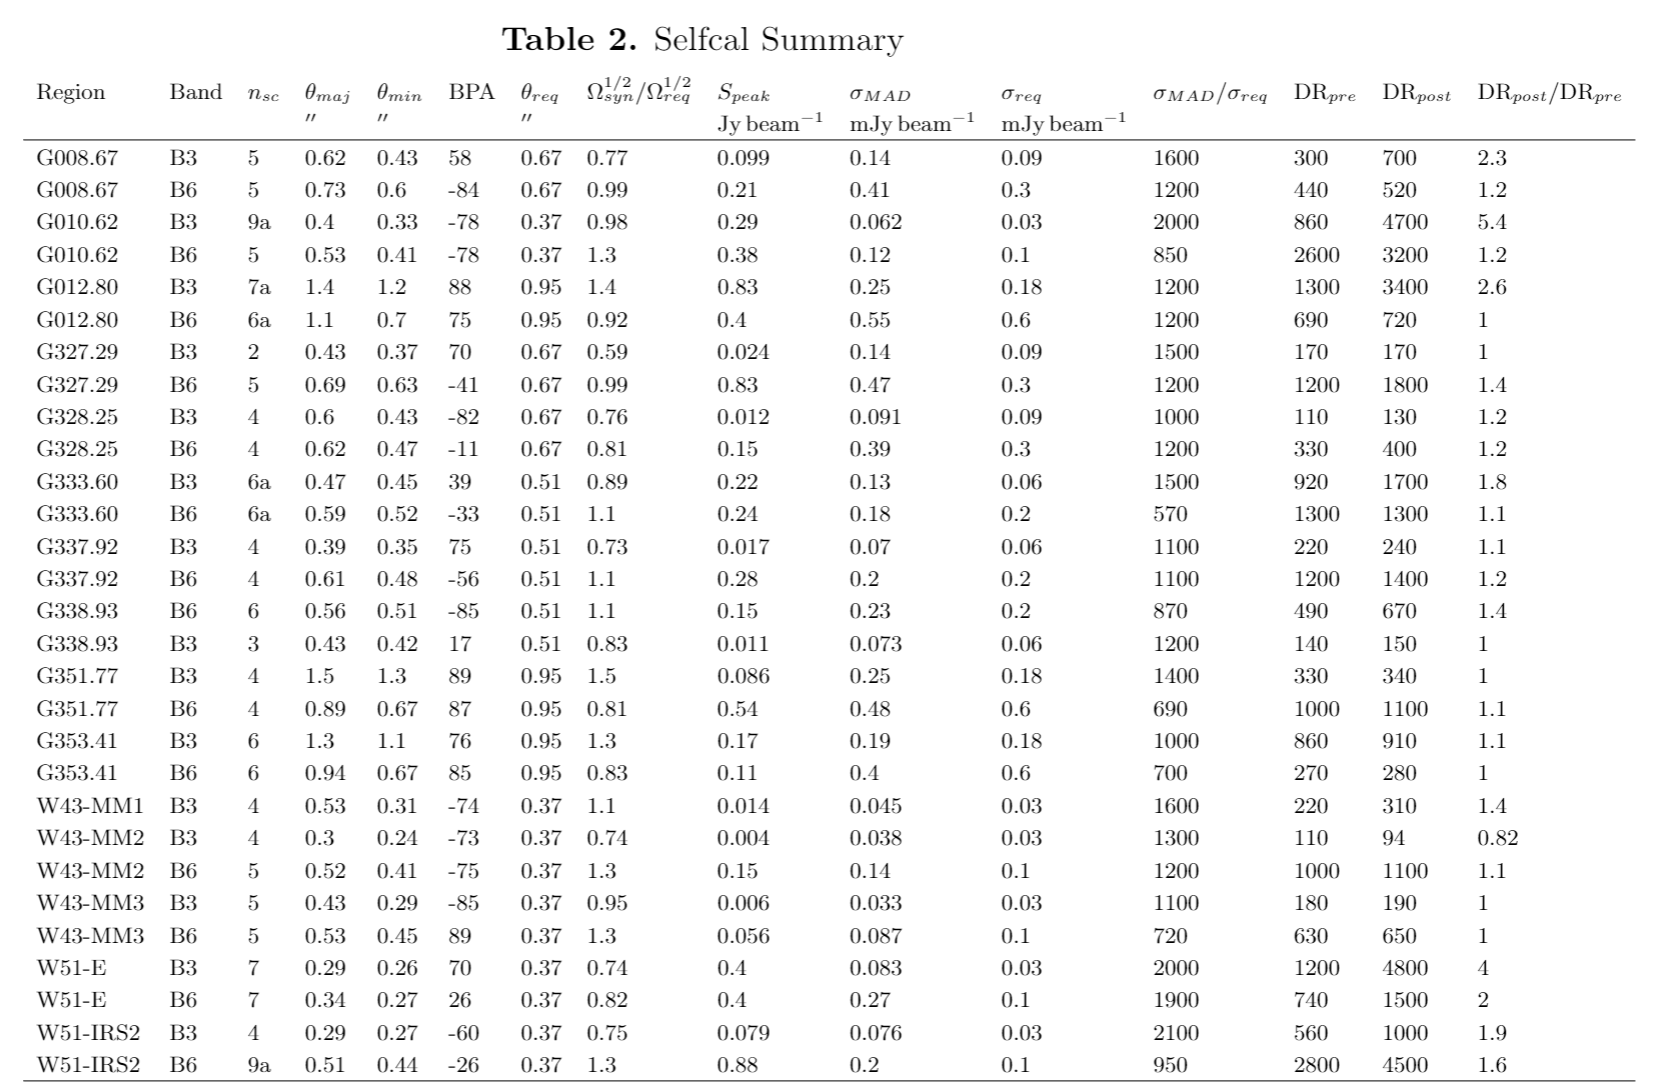 Table 2. Selfcal Summary
Region Band n_sc θ_maj θ_min BPA θ_req Ω_syn^1/2/Ω_req^1/2 S_peak σ_MAD σ_req σ_MAD/σ_req DR_pre DR_post DR_post/DR_pre
″ ″ ″ Jy beam^−1 mJy beam^−1 mJy beam^−1
G008.67 B3 5 0.62 0.43 58 0.67 0.77 0.099 0.14 0.09 1600 300 700 2.3
G008.67 B6 5 0.73 0.6 -84 0.67 0.99 0.21 0.41 0.3 1200 440 520 1.2
G010.62 B3 9a 0.4 0.33 -78 0.37 0.98 0.29 0.062 0.03 2000 860 4700 5.4
G010.62 B6 5 0.53 0.41 -78 0.37 1.3 0.38 0.12 0.1 850 2600 3200 1.2
G012.80 B3 7a 1.4 1.2 88 0.95 1.4 0.83 0.25 0.18 1200 1300 3400 2.6
G012.80 B6 6a 1.1 0.7 75 0.95 0.92 0.4 0.55 0.6 1200 690 720 1
G327.29 B3 2 0.43 0.37 70 0.67 0.59 0.024 0.14 0.09 1500 170 170 1
G327.29 B6 5 0.69 0.63 -41 0.67 0.99 0.83 0.47 0.3 1200 1200 1800 1.4
G328.25 B3 4 0.6 0.43 -82 0.67 0.76 0.012 0.091 0.09 1000 110 130 1.2
G328.25 B6 4 0.62 0.47 -11 0.67 0.81 0.15 0.39 0.3 1200 330 400 1.2
G333.60 B3 6a 0.47 0.45 39 0.51 0.89 0.22 0.13 0.06 1500 920 1700 1.8
G333.60 B6 6a 0.59 0.52 -33 0.51 1.1 0.24 0.18 0.2 570 1300 1300 1.1
G337.92 B3 4 0.39 0.35 75 0.51 0.73 0.017 0.07 0.06 1100 220 240 1.1
G337.92 B6 4 0.61 0.48 -56 0.51 1.1 0.28 0.2 0.2 1100 1200 1400 1.2
G338.93 B6 6 0.56 0.51 -85 0.51 1.1 0.15 0.23 0.2 870 490 670 1.4
G338.93 B3 3 0.43 0.42 17 0.51 0.83 0.011 0.073 0.06 1200 140 150 1
G351.77 B3 4 1.5 1.3 89 0.95 1.5 0.086 0.25 0.18 1400 330 340 1
G351.77 B6 4 0.89 0.67 87 0.95 0.81 0.54 0.48 0.6 690 1000 1100 1.1
G353.41 B3 6 1.3 1.1 76 0.95 1.3 0.17 0.19 0.18 1000 860 910 1.1
G353.41 B6 6 0.94 0.67 85 0.95 0.83 0.11 0.4 0.6 700 270 280 1
W43-MM1 B3 4 0.53 0.31 -74 0.37 1.1 0.014 0.045 0.03 1600 220 310 1.4
W43-MM2 B3 4 0.3 0.24 -73 0.37 0.74 0.004 0.038 0.03 1300 110 94 0.82
W43-MM2 B6 5 0.52 0.41 -75 0.37 1.3 0.15 0.14 0.1 1200 1000 1100 1.1
W43-MM3 B3 5 0.43 0.29 -85 0.37 0.95 0.006 0.033 0.03 1100 180 190 1
W43-MM3 B6 5 0.53 0.45 89 0.37 1.3 0.056 0.087 0.1 720 630 650 1
W51-E B3 7 0.29 0.26 70 0.37 0.74 0.4 0.083 0.03 2000 1200 4800 4
W51-E B6 7 0.34 0.27 26 0.37 0.82 0.4 0.27 0.1 1900 740 1500 2
W51-IRS2 B3 4 0.29 0.27 -60 0.37 0.75 0.079 0.076 0.03 2100 560 1000 1.9
W51-IRS2 B6 9a 0.51 0.44 -26 0.37 1.3 0.88 0.2 0.1 950 2800 4500 1.6